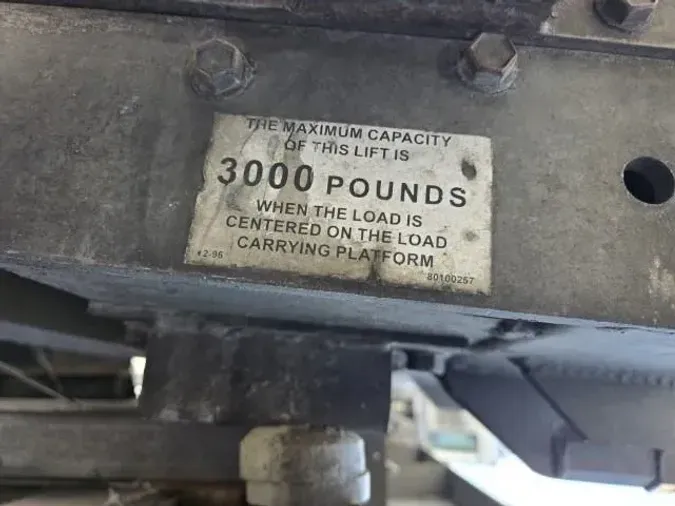 THE MAXIMUM CAPACITY
OF THIS LIFT IS
3000 POUNDS
WHEN THE LOAD IS
CENTERED ON THE LOAD
CARRYING PLATFORM
80100257